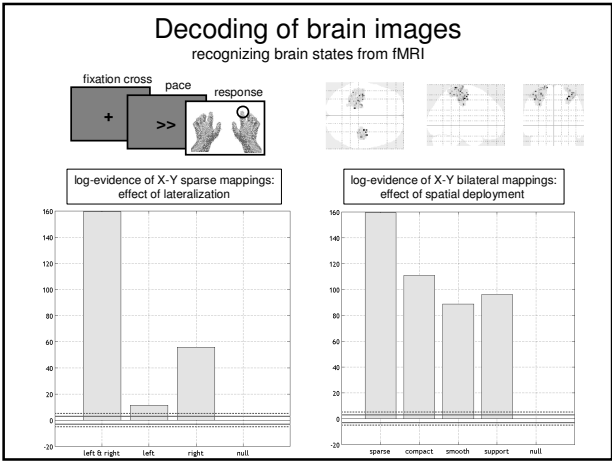 Decoding of brain images
recognizing brain states from fMRI
fixation cross
pace
response
+
>>
log-evidence of X-Y sparse mappings:
effect of lateralization
log-evidence of X-Y bilateral mappings:
effect of spatial deployment
160
140
120
100
80
60
40
20
0
-20
left & right left right null
160
140
120
100
80
60
40
20
0
-20
sparse compact smooth support null